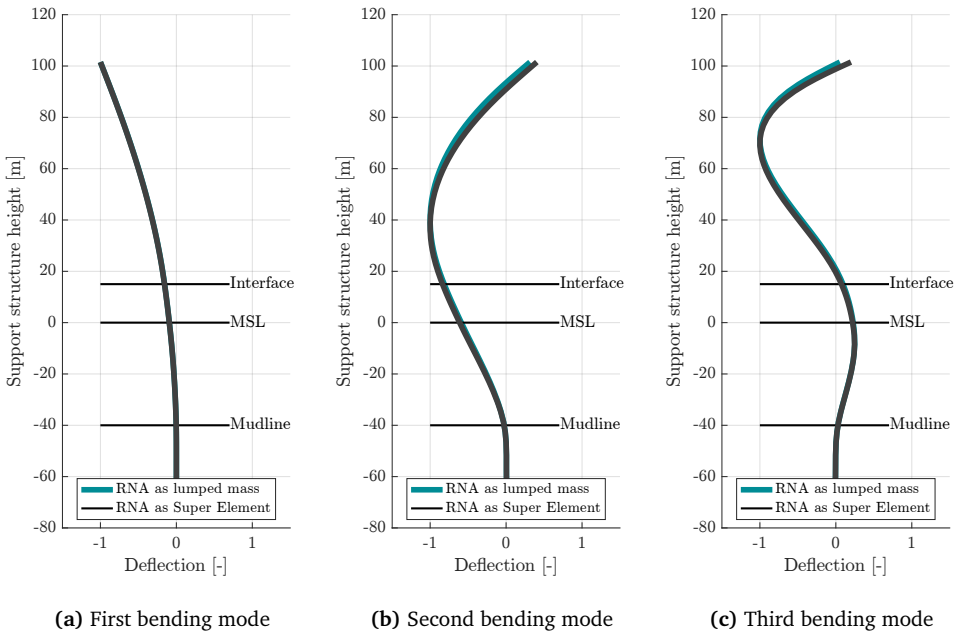 120
100
80
60
40
20
0
-20
-40
-60
-80
Support structure height [m]
Interface
MSL
Mudline
RNA as lumped mass
RNA as Super Element
-1 0 1
Deflection [-]
(a) First bending mode
120
100
80
60
40
20
0
-20
-40
-60
-80
Support structure height [m]
Interface
MSL
Mudline
RNA as lumped mass
RNA as Super Element
-1 0 1
Deflection [-]
(b) Second bending mode
120
100
80
60
40
20
0
-20
-40
-60
-80
Support structure height [m]
Interface
MSL
Mudline
RNA as lumped mass
RNA as Super Element
-1 0 1
Deflection [-]
(c) Third bending mode